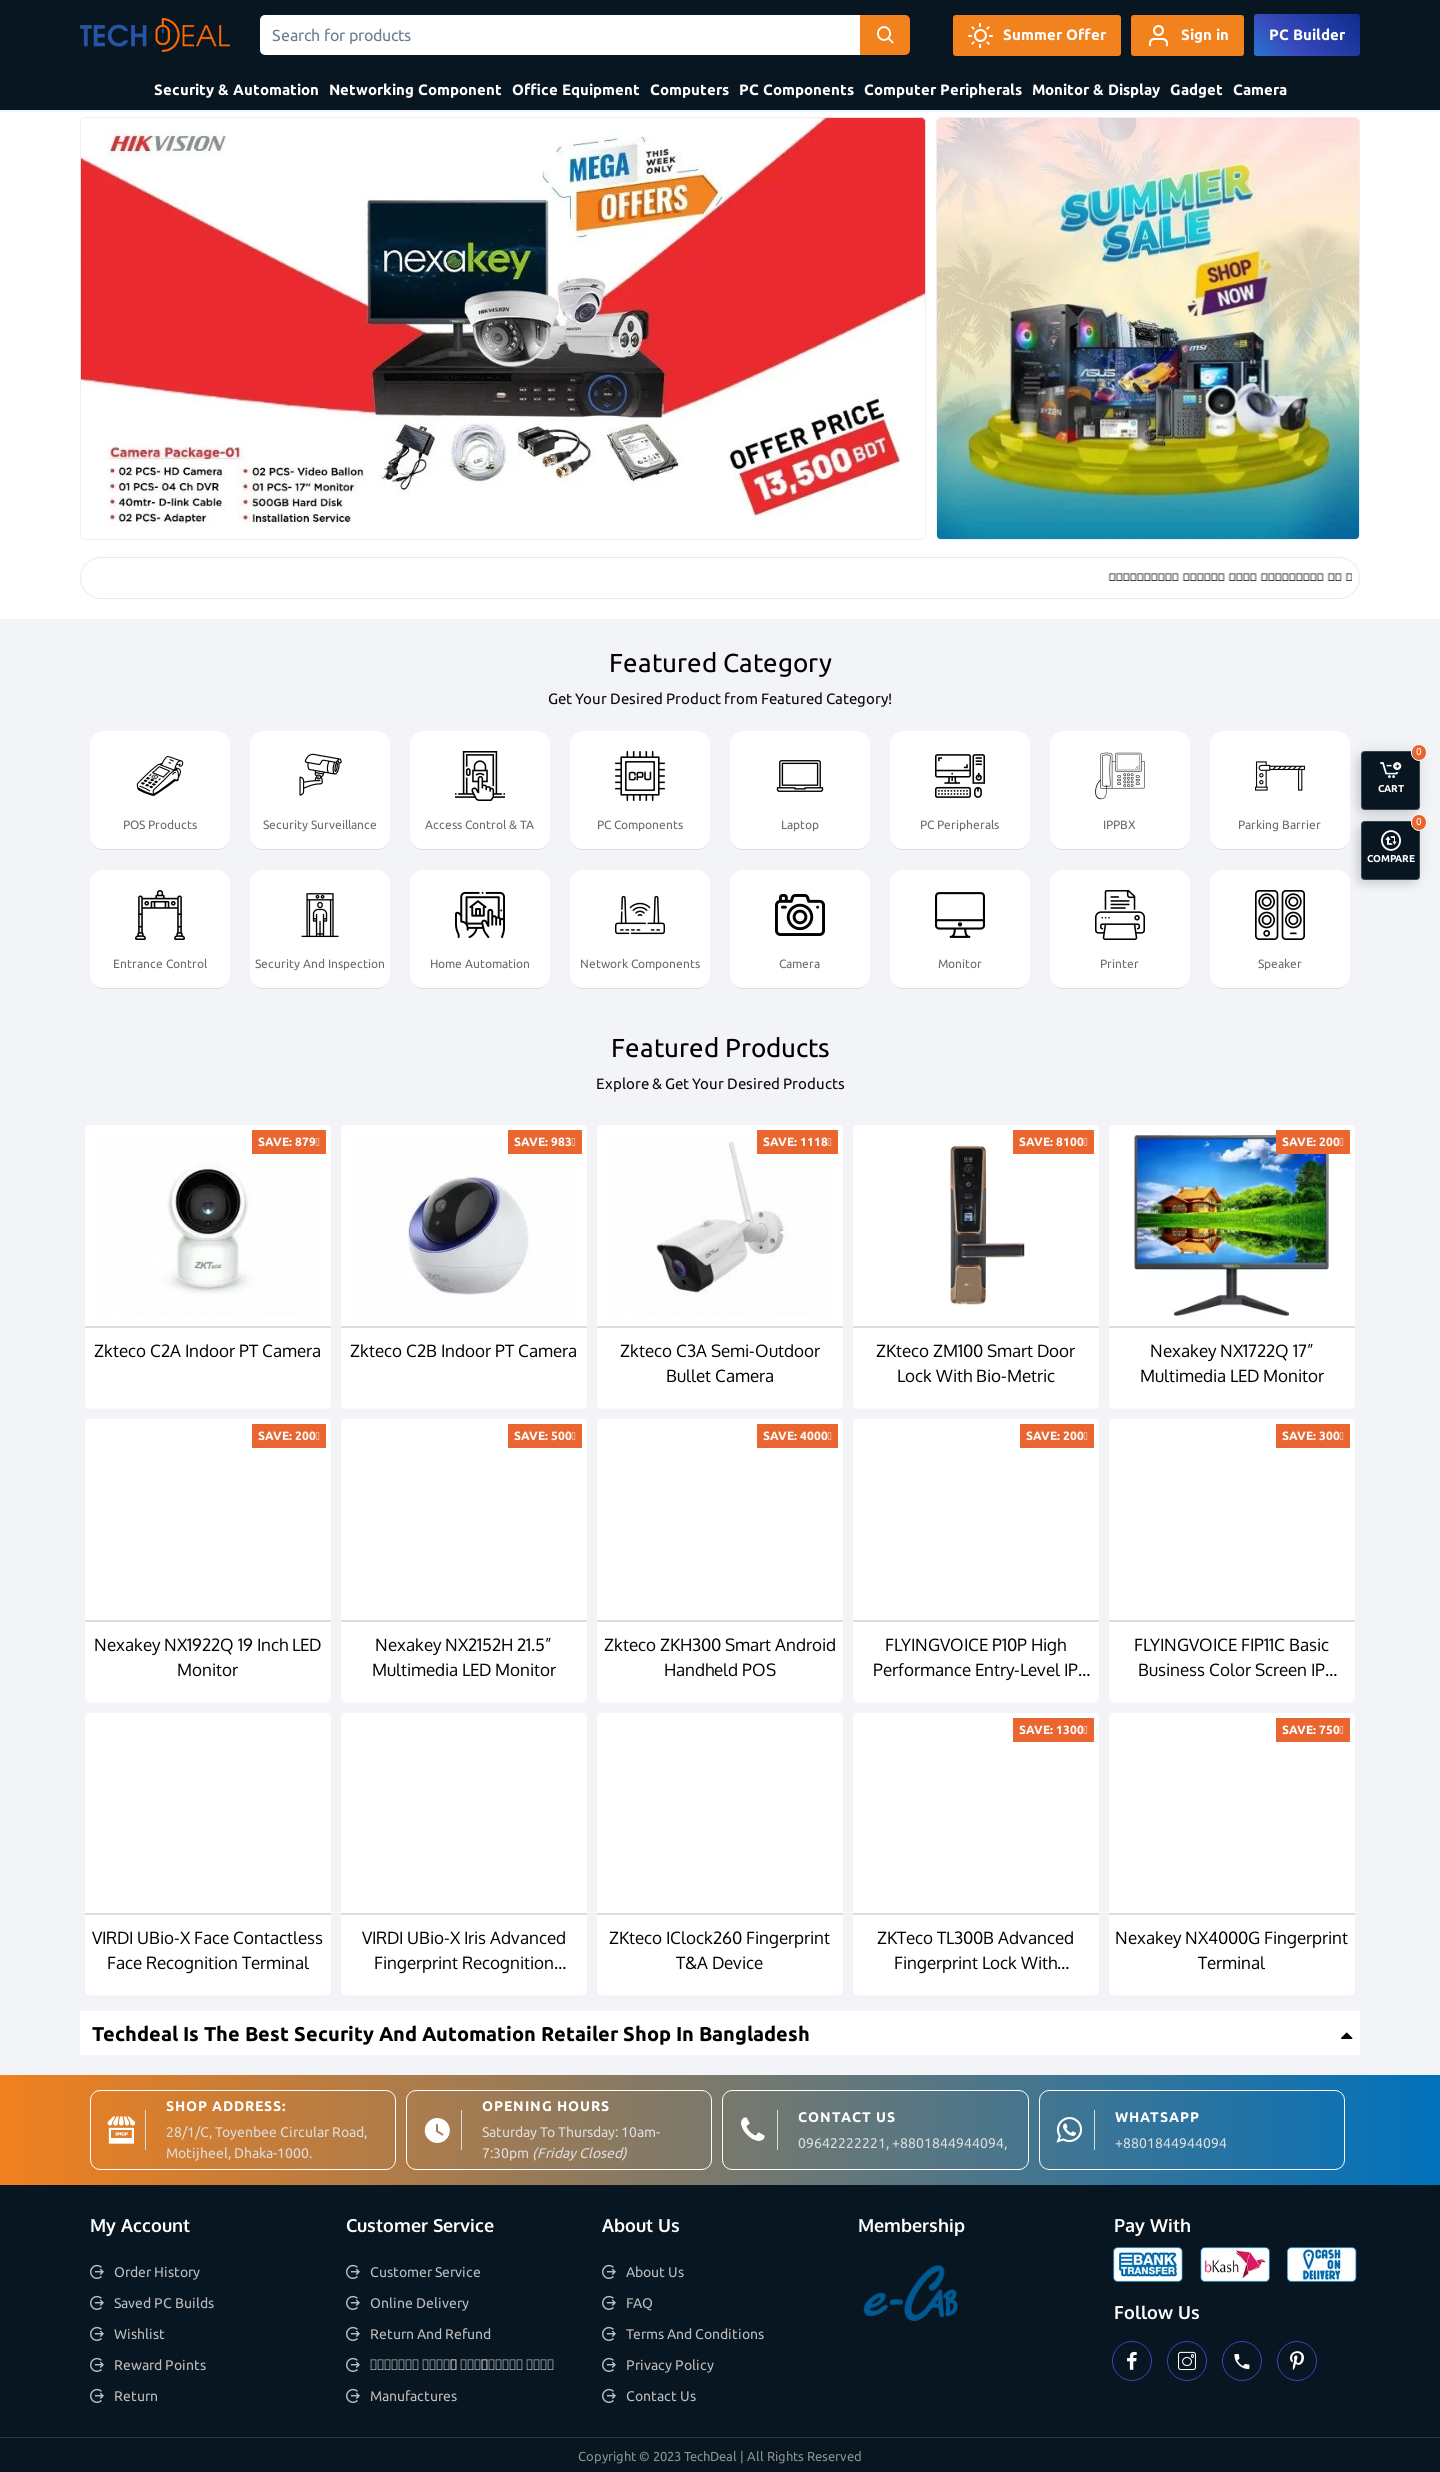 TECH DEAL
Search for products
Summer Offer
Sign in
PC Builder
Security & Automation Networking Component Office Equipment Computers PC Components Computer Peripherals Monitor & Display Gadget Camera
HIKVISION
MEGA OFFERS
THIS WEEK ONLY
nexakey
HIKVISION
Camera Package-01
• 02 PCS- HD Camera
• 01 PCS- 04 Ch DVR
• 40mtr- D-link Cable
• 02 PCS- Adapter
• 02 PCS- Video Ballon
• 01 PCS- 17" Monitor
• 500GB Hard Disk
• Installation Service
OFFER PRICE
13,500 BDT
SUMMER
SALE
SHOP
NOW
msi
ASUS
RYZEN
Featured Category
Get Your Desired Product from Featured Category!
CPU
POS Products
Security Surveillance
Access Control & TA
PC Components
Laptop
PC Peripherals
IPPBX
Parking Barrier
0
CART
0
COMPARE
Entrance Control
Security And Inspection
Home Automation
Network Components
Camera
Monitor
Printer
Speaker
Featured Products
Explore & Get Your Desired Products
SAVE: 879
SAVE: 983
SAVE: 1118
SAVE: 8100
SAVE: 200
ZKTeco
Zkteco C2A Indoor PT Camera
Zkteco C2B Indoor PT Camera
Zkteco C3A Semi-Outdoor
Bullet Camera
ZKteco ZM100 Smart Door
Lock With Bio-Metric
Nexakey NX1722Q 17″
Multimedia LED Monitor
SAVE: 200
SAVE: 500
SAVE: 4000
SAVE: 200
SAVE: 300
Nexakey NX1922Q 19 Inch LED
Monitor
Nexakey NX2152H 21.5″
Multimedia LED Monitor
Zkteco ZKH300 Smart Android
Handheld POS
FLYINGVOICE P10P High
Performance Entry-Level IP...
FLYINGVOICE FIP11C Basic
Business Color Screen IP...
SAVE: 1300
SAVE: 750
VIRDI UBio-X Face Contactless
Face Recognition Terminal
VIRDI UBio-X Iris Advanced
Fingerprint Recognition...
ZKteco IClock260 Fingerprint
T&A Device
ZKTeco TL300B Advanced
Fingerprint Lock With...
Nexakey NX4000G Fingerprint
Terminal
Techdeal Is The Best Security And Automation Retailer Shop In Bangladesh
SHOP
SHOP ADDRESS:
28/1/C, Toyenbee Circular Road,
Motijheel, Dhaka-1000.
OPENING HOURS
Saturday To Thursday: 10am-
7:30pm (Friday Closed)
CONTACT US
09642222221, +8801844944094,
WHATSAPP
+8801844944094
My Account
Order History
Saved PC Builds
Wishlist
Reward Points
Return
Customer Service
Customer Service
Online Delivery
Return And Refund
Manufactures
About Us
About Us
FAQ
Terms And Conditions
Privacy Policy
Contact Us
Membership
e-CAB
Pay With
BANK TRANSFER
bKash
CASH ON DELIVERY
Follow Us
Copyright © 2023 TechDeal | All Rights Reserved